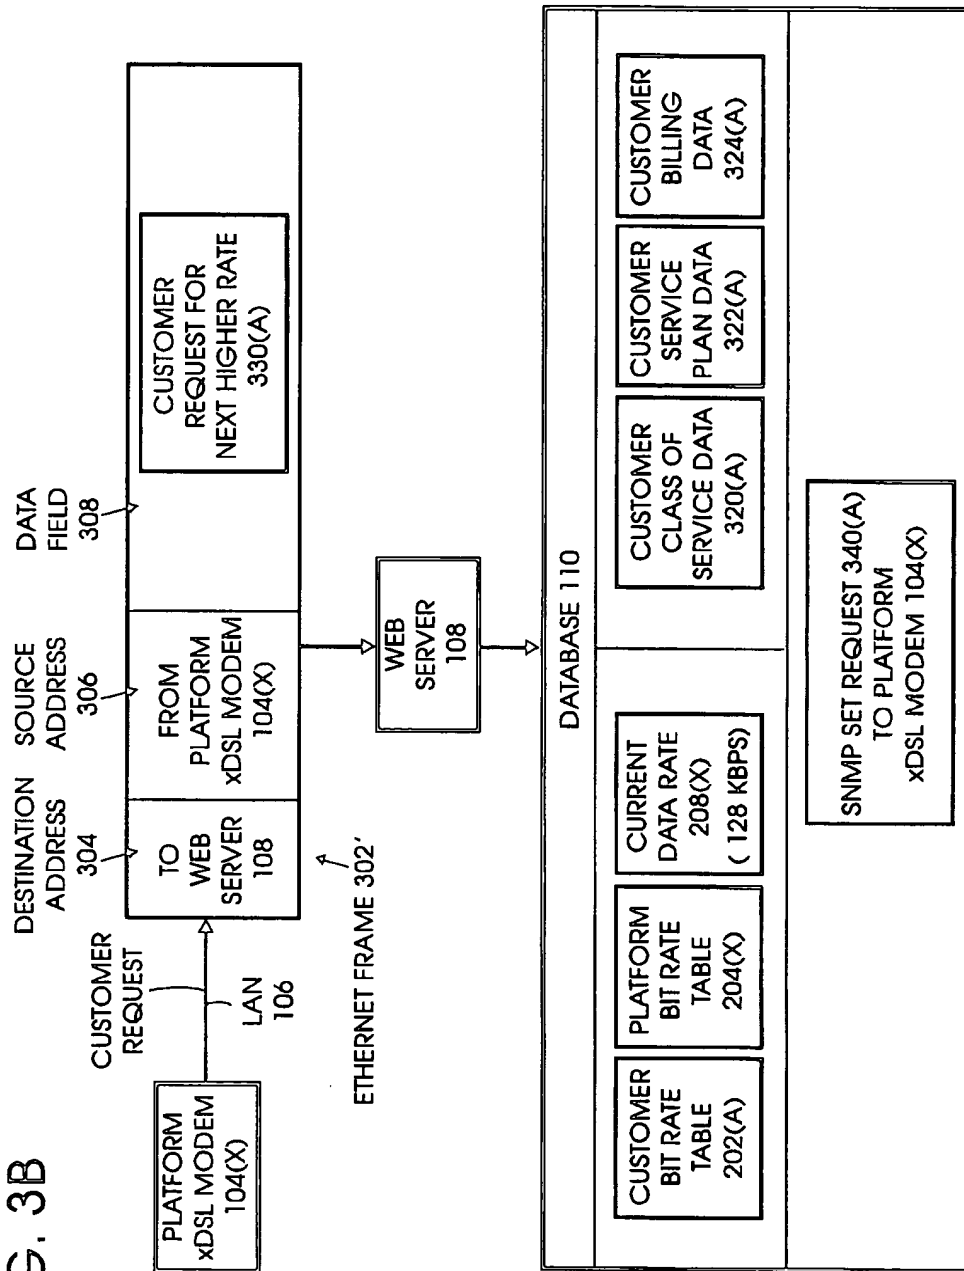 G. 3B
DESTINATION
ADDRESS
304
SOURCE
ADDRESS
306
DATA
FIELD
308
PLATFORM
xDSL MODEM
104(X)
CUSTOMER
REQUEST
LAN
106
TO
WEB
SERVER
108
FROM
PLATFORM
xDSL MODEM
104(X)
CUSTOMER
REQUEST FOR
NEXT HIGHER RATE
330(A)
ETHERNET FRAME 302'
WEB
SERVER
108
DATABASE 110
CUSTOMER
BIT RATE
TABLE
202(A)
PLATFORM
BIT RATE
TABLE
204(X)
CURRENT
DATA RATE
208(X)
( 128 KBPS)
CUSTOMER
CLASS OF
SERVICE DATA
320(A)
CUSTOMER
SERVICE
PLAN DATA
322(A)
CUSTOMER
BILLING
DATA
324(A)
SNMP SET REQUEST 340(A)
TO PLATFORM
xDSL MODEM 104(X)